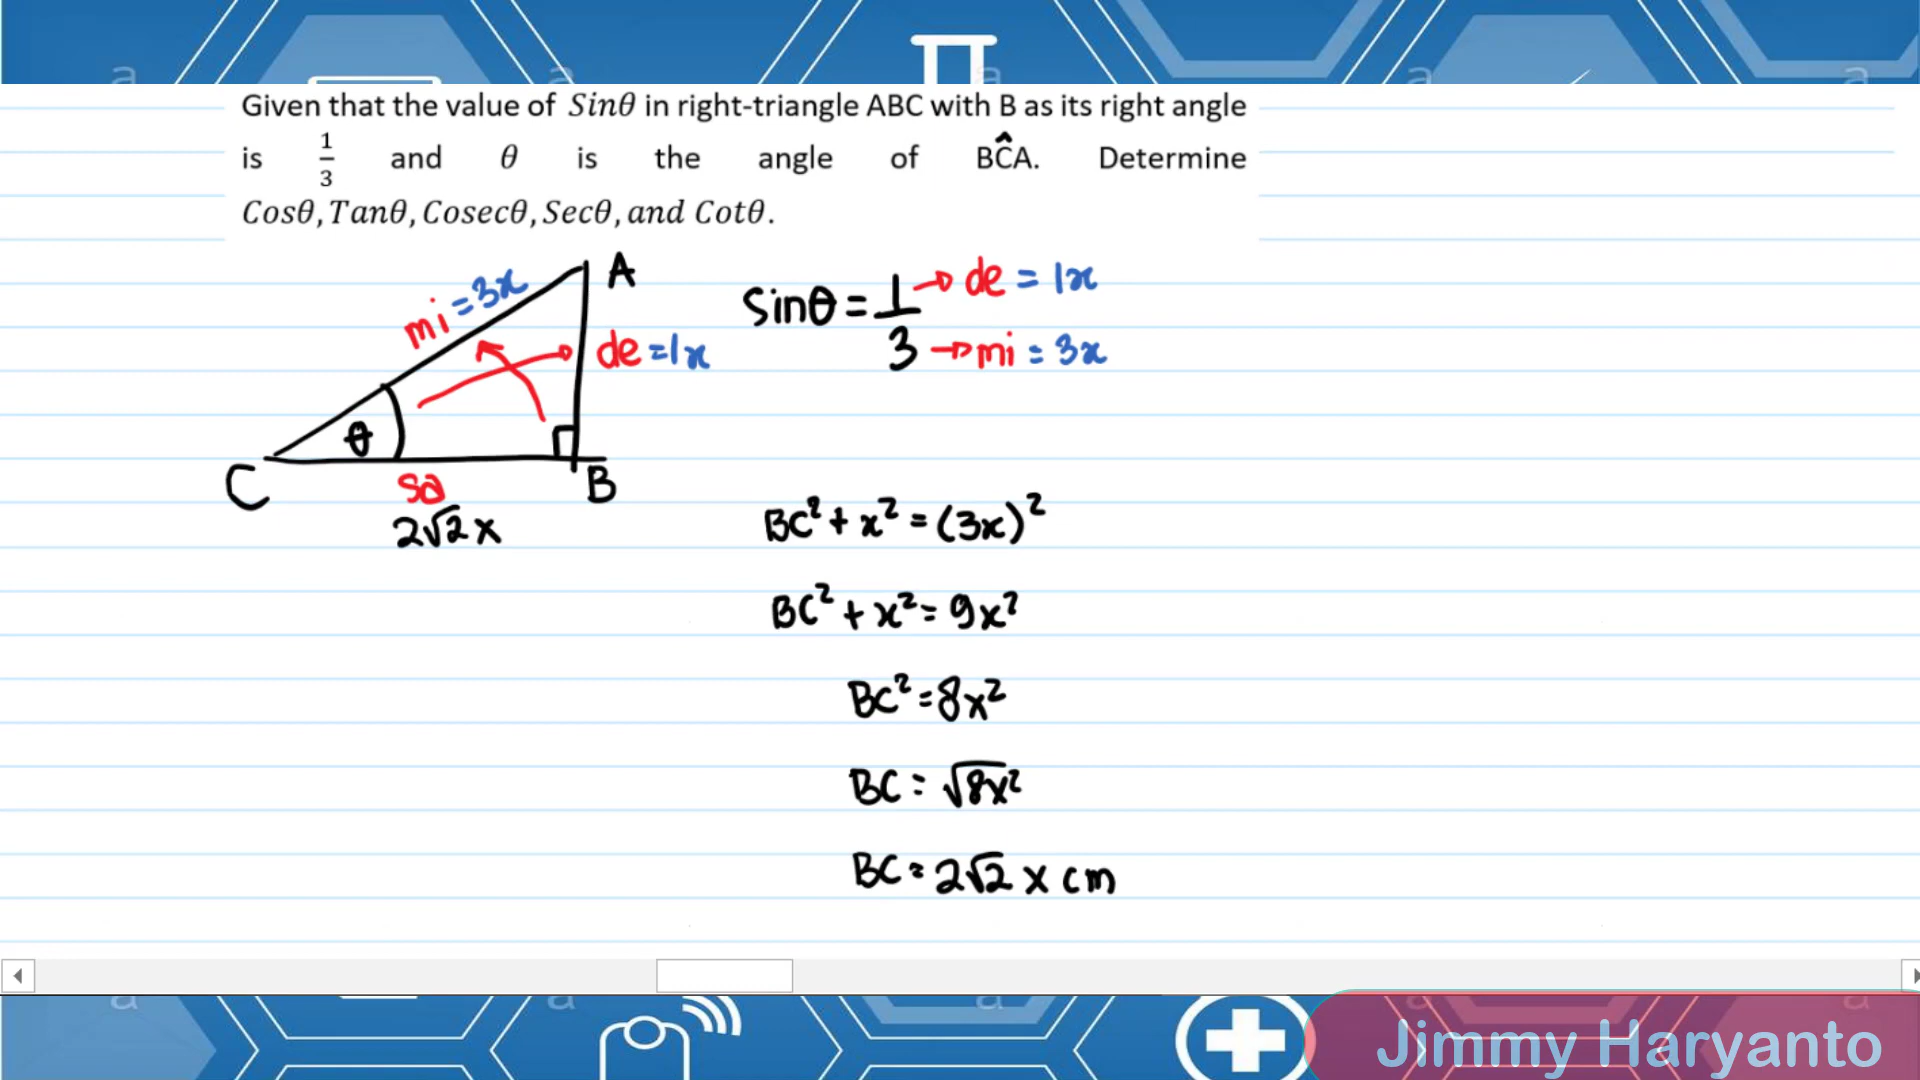 Given that the value of Sinθ in right-triangle ABC with B as its right angle
is 1/3 and θ is the angle of BĈA. Determine
Cosθ, Tanθ, Cosecθ, Secθ, and Cotθ.
A
mi = 3x
de = 1x
θ
C
B
sa
2√2 x
Sinθ = 1/3
→ de = 1x
→ mi = 3x
BC² + x² = (3x)²
BC² + x² = 9x²
BC² = 8x²
BC = √8x²
BC = 2√2 x cm
Jimmy Haryanto